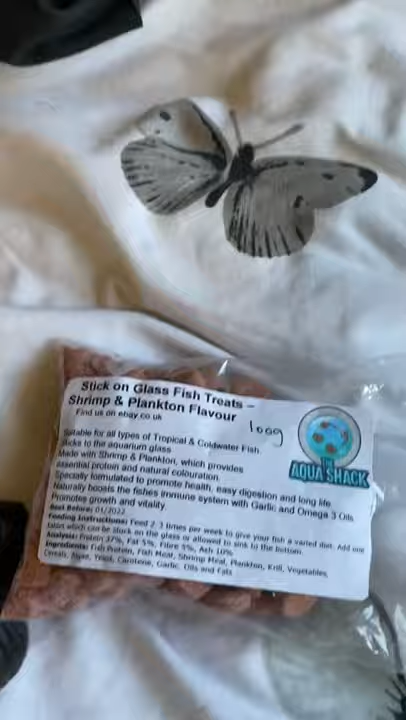 Stick on Glass Fish Treats –
Shrimp & Plankton Flavour
Find us on ebay.co.uk
100g
Suitable for all types of Tropical & Coldwater Fish
Sticks to the aquarium glass
Made with Shrimp & Plankton, which provides
essential protein and natural colouration
Specially formulated to promote health, easy digestion and long life
Naturally boosts the fishes immune system with Garlic and Omega 3 Oils
Promotes growth and vitality
Best Before: 01/2022
Feeding Instructions: Feed 2-3 times per week to give your fish a varied diet. Add one
tablet which can be stuck on the glass or allowed to sink to the bottom.
Analysis: Protein 37%, Fat 5%, Fibre 5%, Ash 10%
Ingredients: Fish Protein, Fish Meal, Shrimp Meal, Plankton, Krill, Vegetables,
Cereals, Algae, Yeast, Carotene, Garlic, Oils and Fats
AQUA SHACK